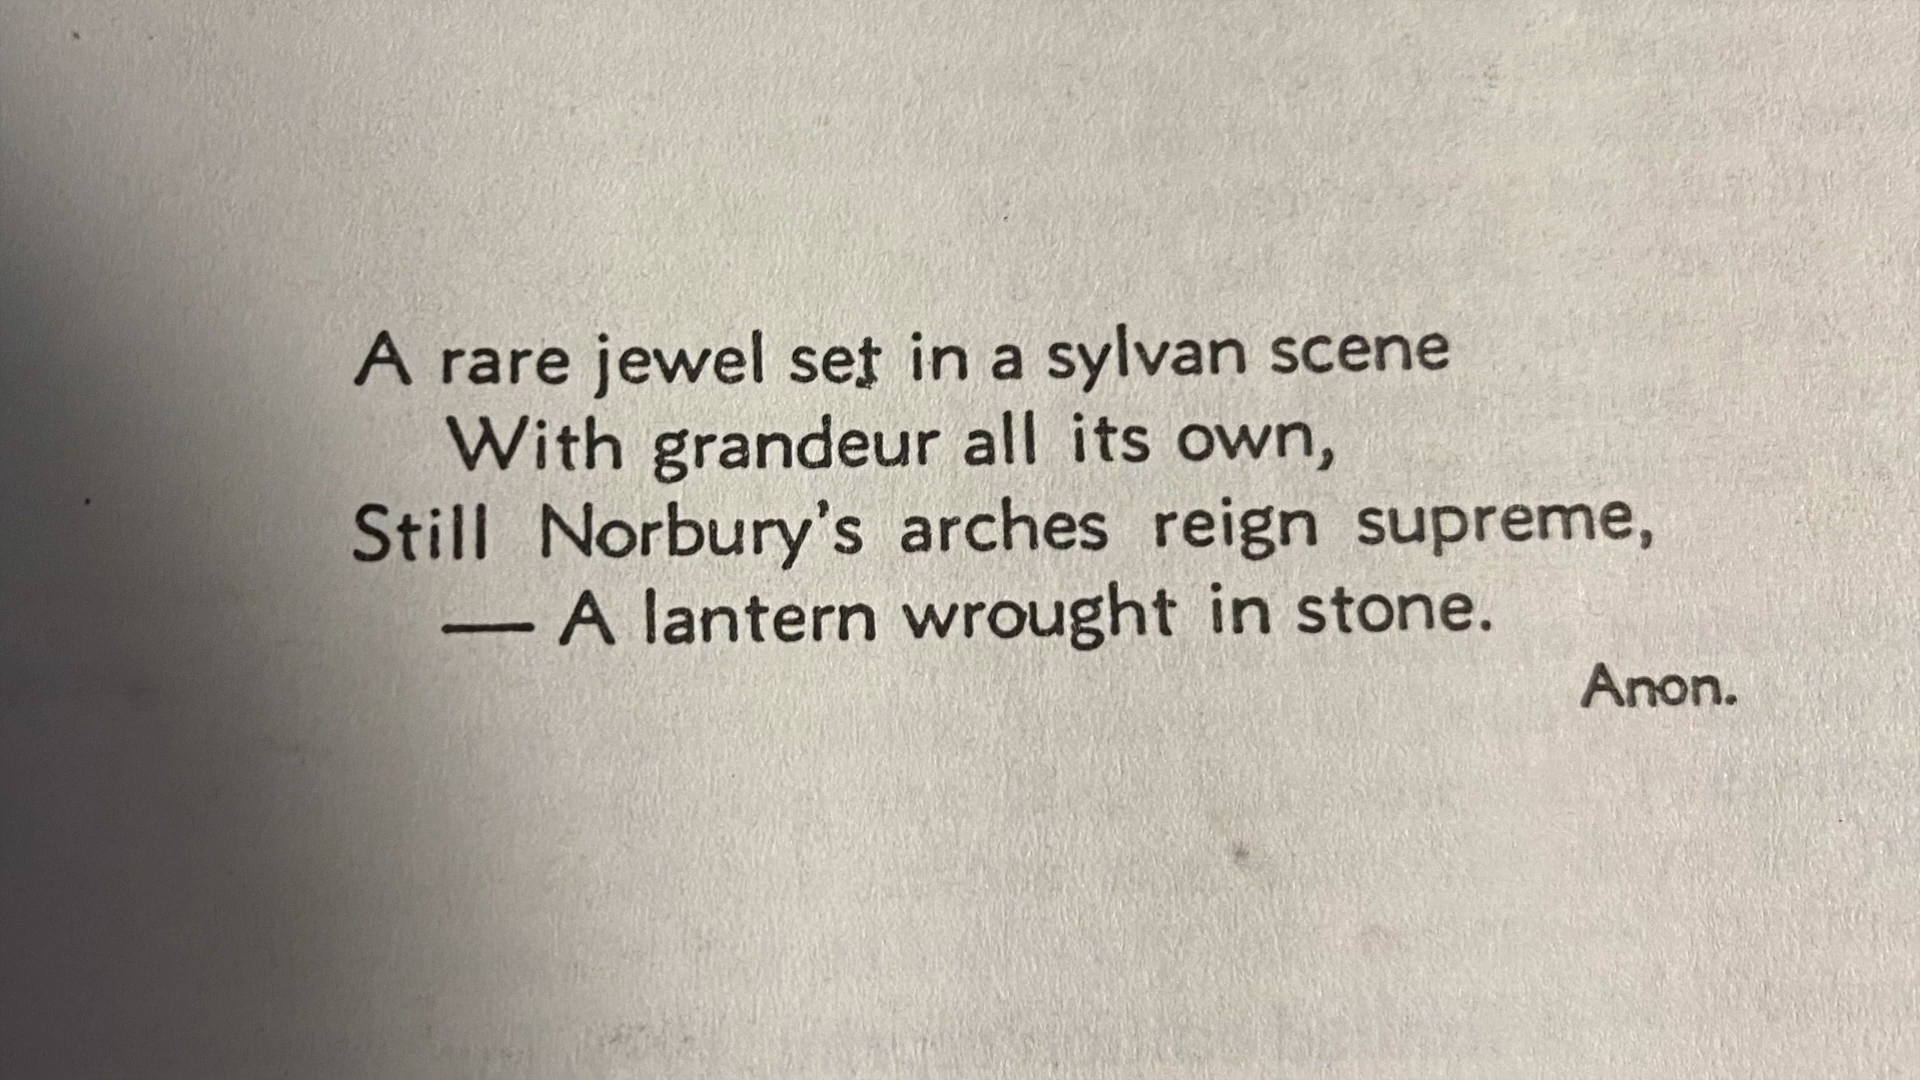 A rare jewel set in a sylvan scene
With grandeur all its own,
Still Norbury's arches reign supreme,
— A lantern wrought in stone.
Anon.